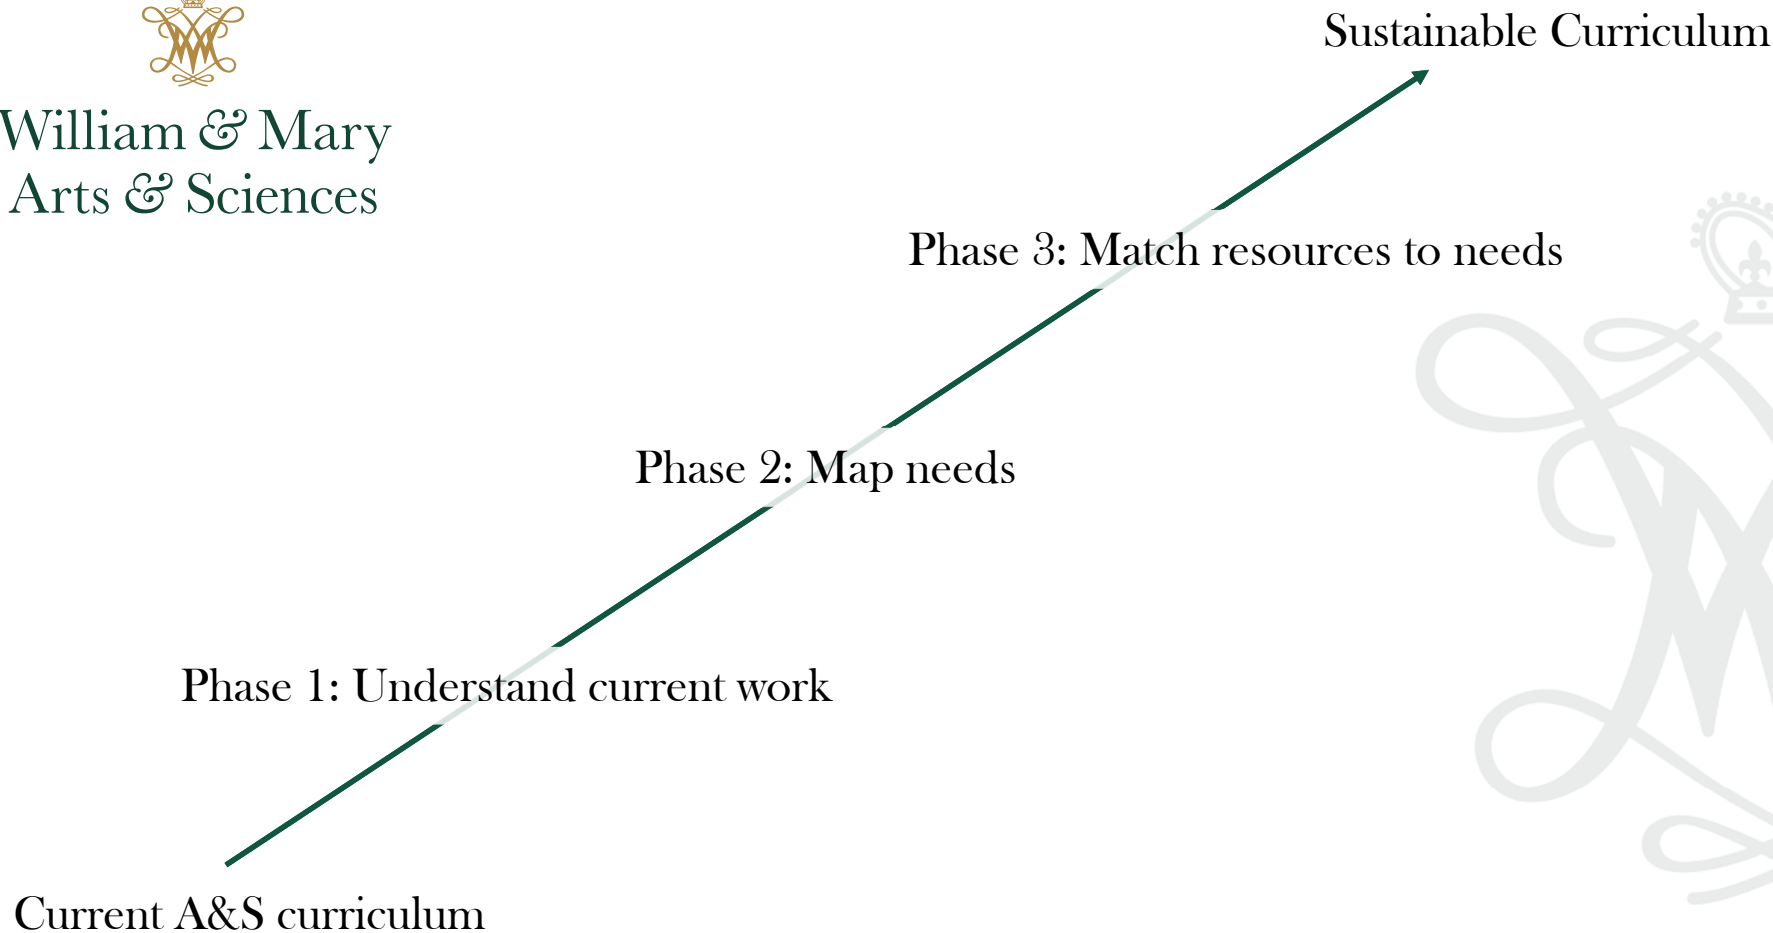 William & Mary
Arts & Sciences
Sustainable Curriculum
Phase 3: Match resources to needs
Phase 2: Map needs
Phase 1: Understand current work
Current A&S curriculum